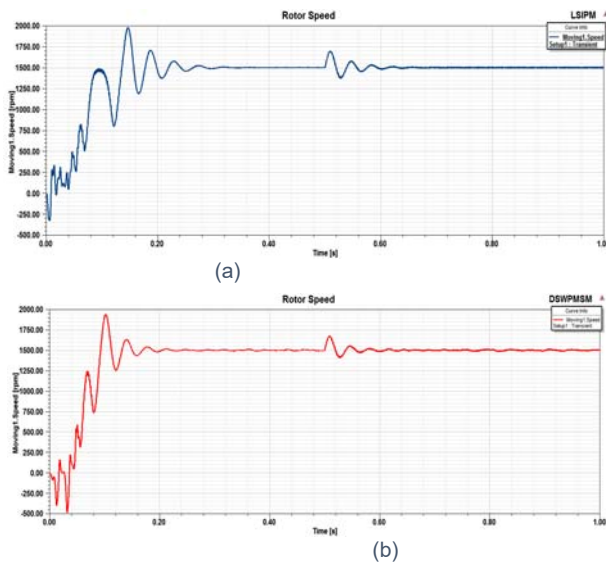 Rotor Speed
LSIPM
Curve Info
Moving1.Speed
Setup1 : Transient
2000.00
1750.00
1500.00
1250.00
1000.00
750.00
500.00
250.00
0.00
-250.00
-500.00
Moving1.Speed [rpm]
0.00 0.20 0.40 0.60 0.80 1.00
Time [s]
(a)
Rotor Speed
DSWPMSM
Curve Info
Moving1.Speed
Setup1 : Transient
2000.00
1750.00
1500.00
1250.00
1000.00
750.00
500.00
250.00
0.00
-250.00
-500.00
Moving1.Speed [rpm]
0.00 0.20 0.40 0.60 0.80 1.00
Time [s]
(b)